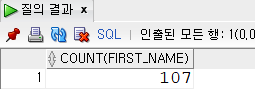 질의 결과 x
SQL | 인출된 모든 행: 1(0,0
COUNT(FIRST_NAME)
1 107